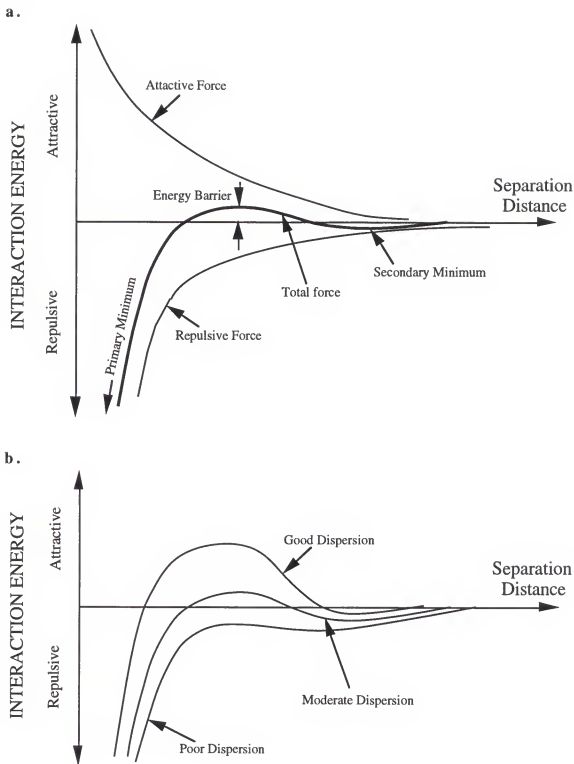 a.
Attactive Force
Attractive
INTERACTION ENERGY
Energy Barrier
Separation
Distance
Secondary Minimum
Total force
Primary Minimum
Repulsive Force
Repulsive
b.
Attractive
INTERACTION ENERGY
Good Dispersion
Separation
Distance
Repulsive
Moderate Dispersion
Poor Dispersion